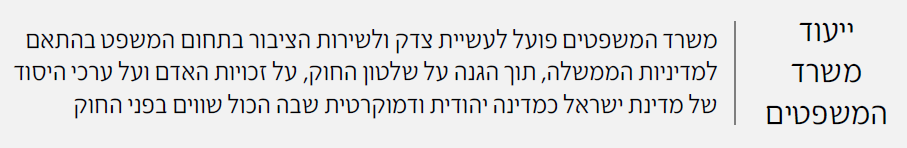 ייעוד
משרד
המשפטים
משרד המשפטים פועל לעשיית צדק ולשירות הציבור בתחום המשפט בהתאם
למדיניות הממשלה, תוך הגנה על שלטון החוק, על זכויות האדם ועל ערכי היסוד
של מדינת ישראל כמדינה יהודית ודמוקרטית שבה הכול שווים בפני החוק